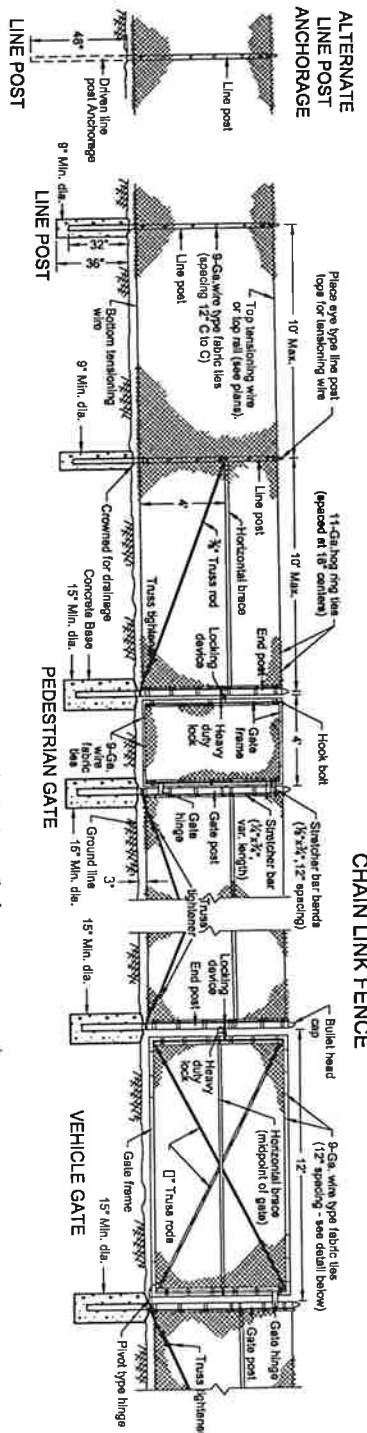 CHAIN LINK FENCE
ALTERNATE
LINE POST
ANCHORAGE
Line post
48"
Driven line
post Anchorage
LINE POST
Place eye type line post
tops for tensioning wire
10' Max.
Top tensioning wire
or top rail (see plans).
9-Ga.wire type fabric ties
(spacing 12" C to C)
Line post
Bottom tensioning
wire
32"
36"
9" Min. dia.
LINE POST
11-Ga.hog ring ties
(spaced at 18" centers)
10' Max.
Line post
Horizontal brace
4'
⅜" Truss rod
End post
Locking
device
Truss tightener
Crowned for drainage
9" Min. dia.
Concrete Base
15" Min. dia.
Hook bolt
4'
Gate
frame
Heavy
duty
lock
9-Ga.
wire
fabric
ties
PEDESTRIAN GATE
Stretcher bar bands
Stretcher bar
var. length)
Gate post
Gate
hinge
3"
Ground line
15" Min. dia.
Truss
tightener
Bullet head
cap
Locking
device
End post
15" Min. dia.
9-Ga. wire type fabric ties
(12" spacing - see detail below)
12'
Horizontal brace
(midpoint of gate)
Heavy
duty
lock
Truss rods
Gate frame
VEHICLE GATE
Gate hinge
Gate post
Truss tightener
Pivot type hinge
15" Min. dia.